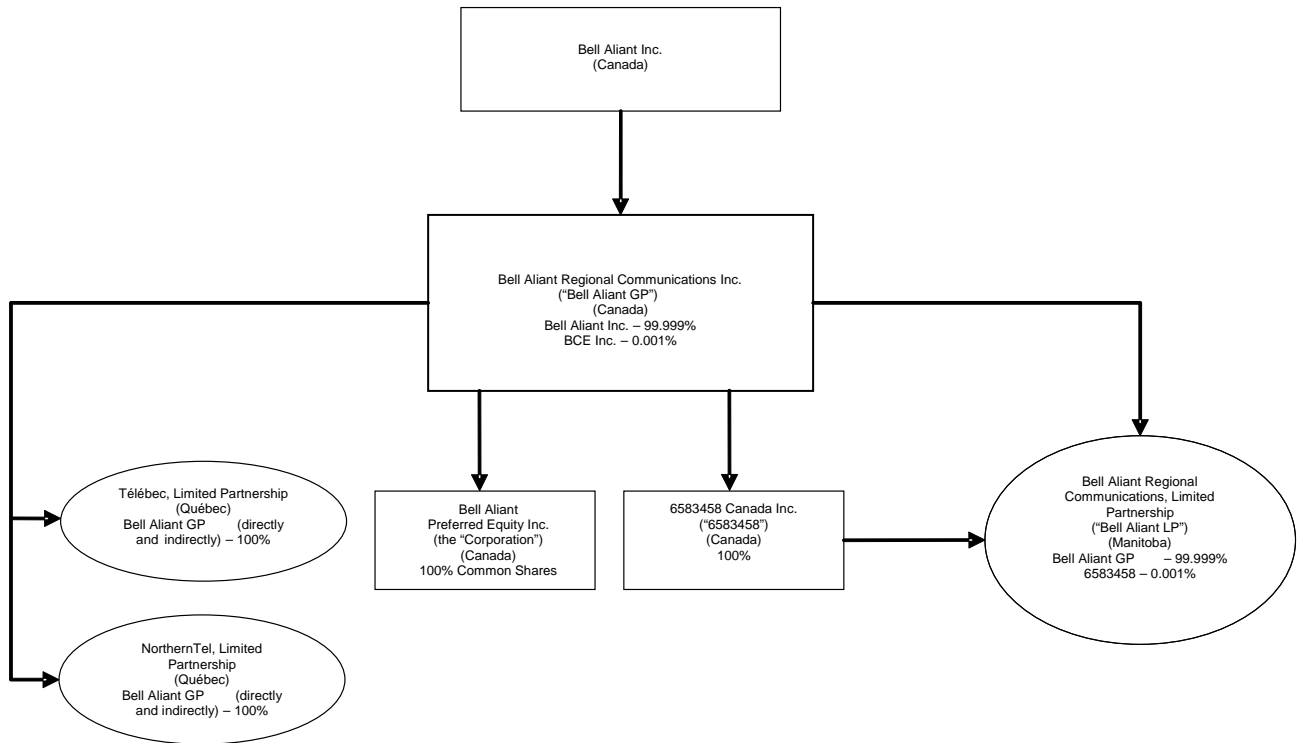 Bell Aliant Inc.
(Canada)
Bell Aliant Regional Communications Inc.
(“Bell Aliant GP”)
(Canada)
Bell Aliant Inc. – 99.999%
BCE Inc. – 0.001%
Télébec, Limited Partnership
(Québec)
Bell Aliant GP (directly
and indirectly) – 100%
Bell Aliant
Preferred Equity Inc.
(the “Corporation”)
(Canada)
100% Common Shares
6583458 Canada Inc.
(“6583458”)
(Canada)
100%
Bell Aliant Regional
Communications, Limited
Partnership
(“Bell Aliant LP”)
(Manitoba)
Bell Aliant GP – 99.999%
6583458 – 0.001%
NorthernTel, Limited
Partnership
(Québec)
Bell Aliant GP (directly
and indirectly) – 100%